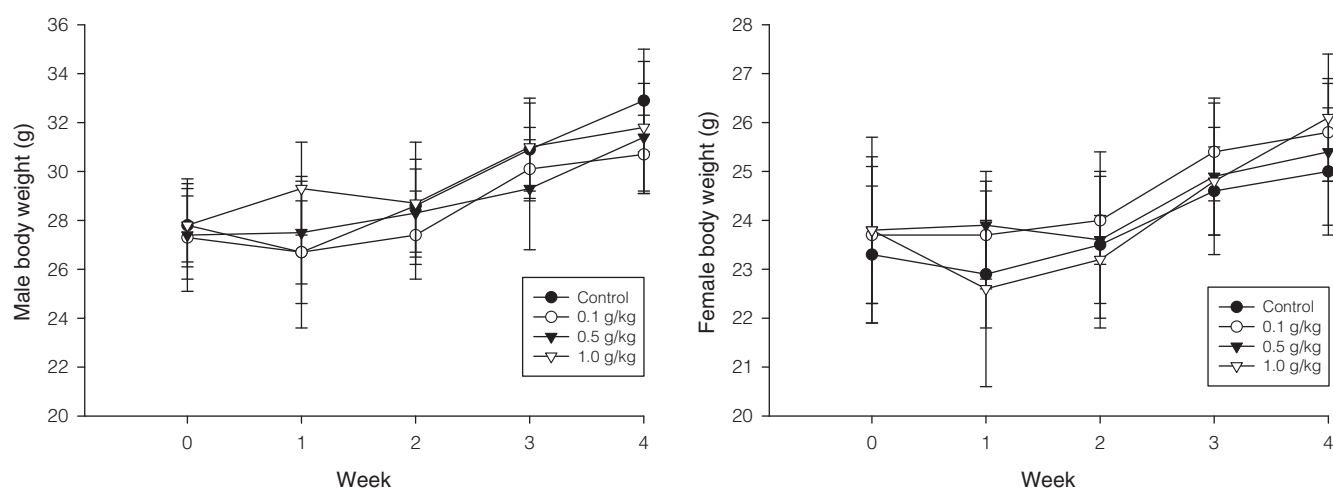 36
34
32
30
28
26
24
22
20
Male body weight (g)
0 1 2 3 4
Week
Control
0.1 g/kg
0.5 g/kg
1.0 g/kg
28
27
26
25
24
23
22
21
20
Female body weight (g)
0 1 2 3 4
Week
Control
0.1 g/kg
0.5 g/kg
1.0 g/kg